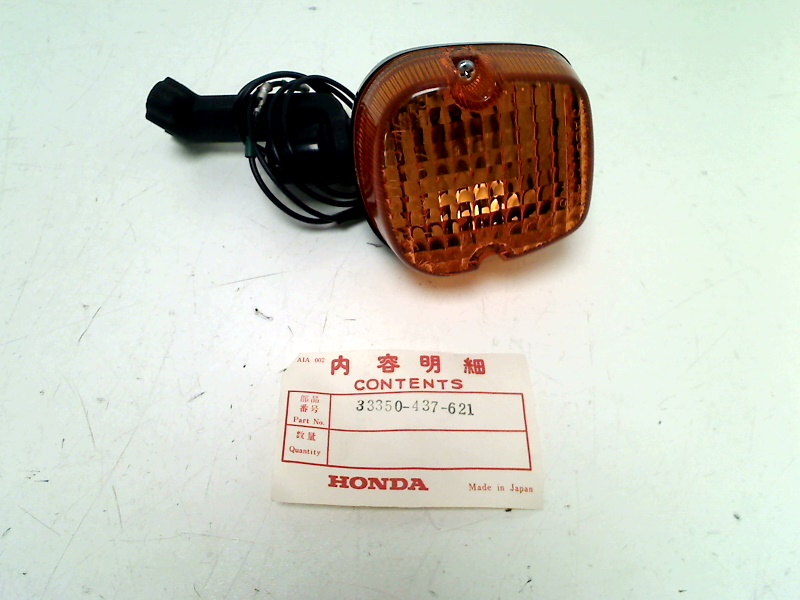 AIA 002
内容明細
CONTENTS
部品
番号
Part No.
33350-437-621
数量
Quantity
HONDA
Made in Japan